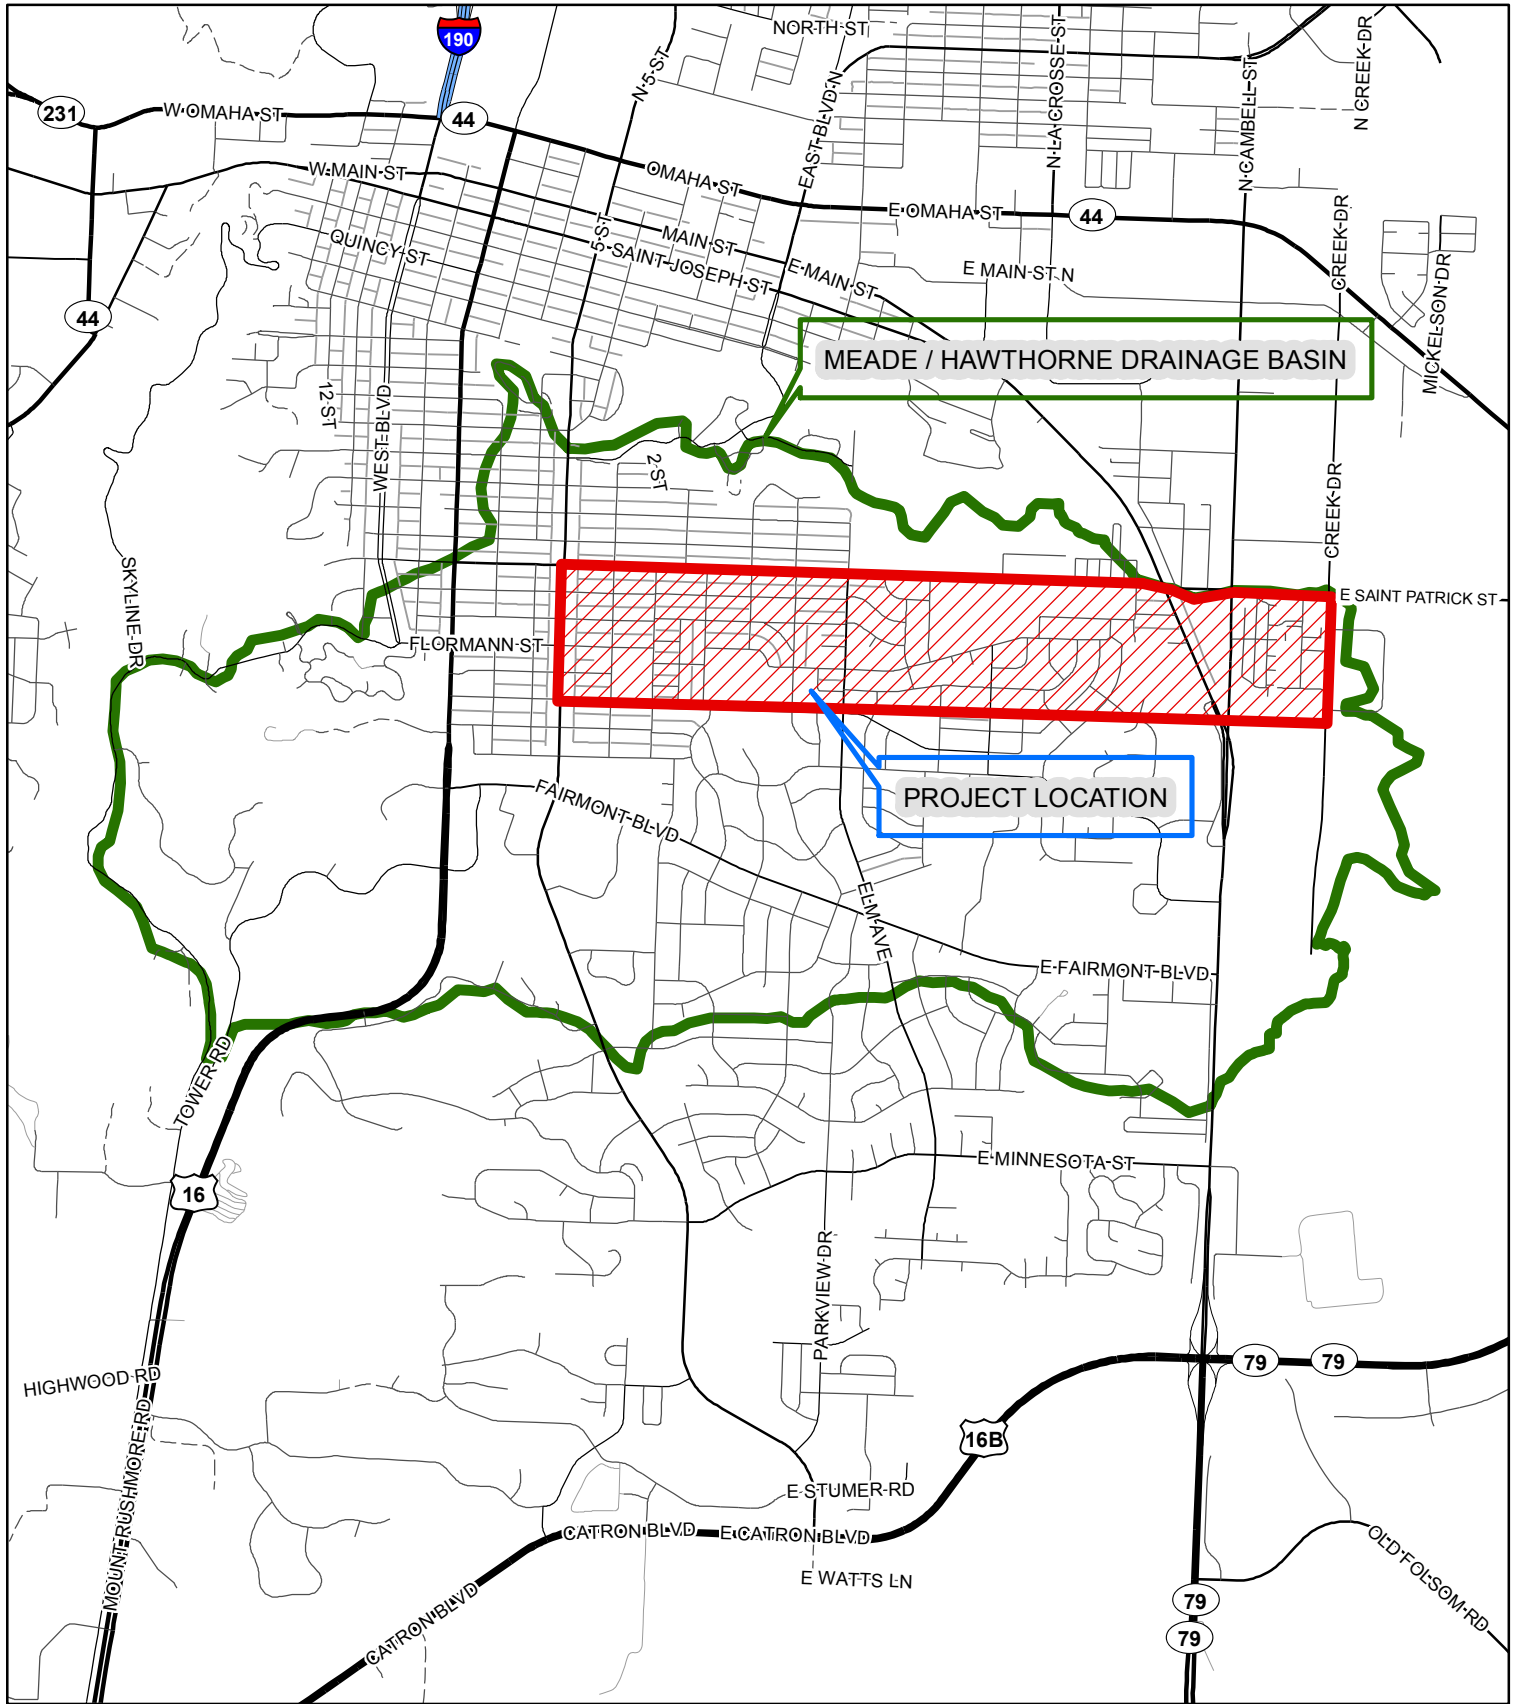 190
NORTH ST
N 5 ST
N LA CROSSE ST
N CREEK DR
231
W OMAHA ST
44
EAST BLVD N
N CAMBELL ST
W MAIN ST
OMAHA ST
E OMAHA ST
44
CREEK DR
QUINCY ST
5 ST
MAIN ST
SAINT JOSEPH ST
E MAIN ST
E MAIN ST N
MICKELSON DR
44
MEADE / HAWTHORNE DRAINAGE BASIN
12 ST
WEST BLVD
2 ST
CREEK DR
SKYLINE DR
E SAINT PATRICK ST
FLORMANN ST
PROJECT LOCATION
FAIRMONT BLVD
ELM AVE
E FAIRMONT BLVD
TOWER RD
E MINNESOTA ST
16
PARKVIEW DR
79
79
HIGHWOOD RD
MOUNT RUSHMORE RD
16B
E STUMER RD
CATRON BLVD
E CATRON BLVD
E WATTS LN
OLD FOLSOM RD
CATRON BLVD
79
79